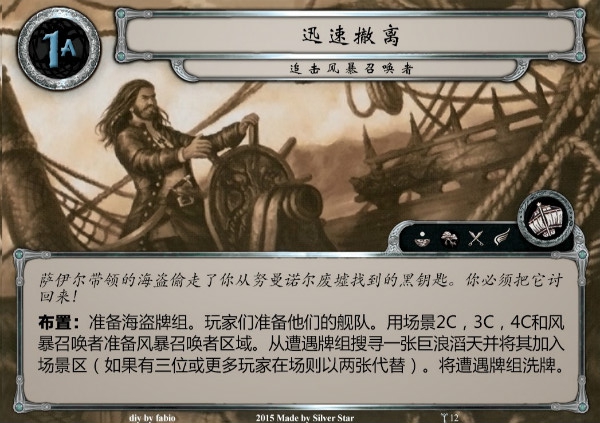 1A
迅速撤离
追击风暴召唤者
萨伊尔带领的海盗偷走了你从努曼诺尔废墟找到的黑钥匙。你必须把它讨
回来！
布置：准备海盗牌组。玩家们准备他们的舰队。用场景2C，3C，4C和风
暴召唤者准备风暴召唤者区域。从遭遇牌组搜寻一张巨浪滔天并将其加入
场景区（如果有三位或更多玩家在场则以两张代替）。将遭遇牌组洗牌。
diy by fabio 2015 Made by Silver Star 12